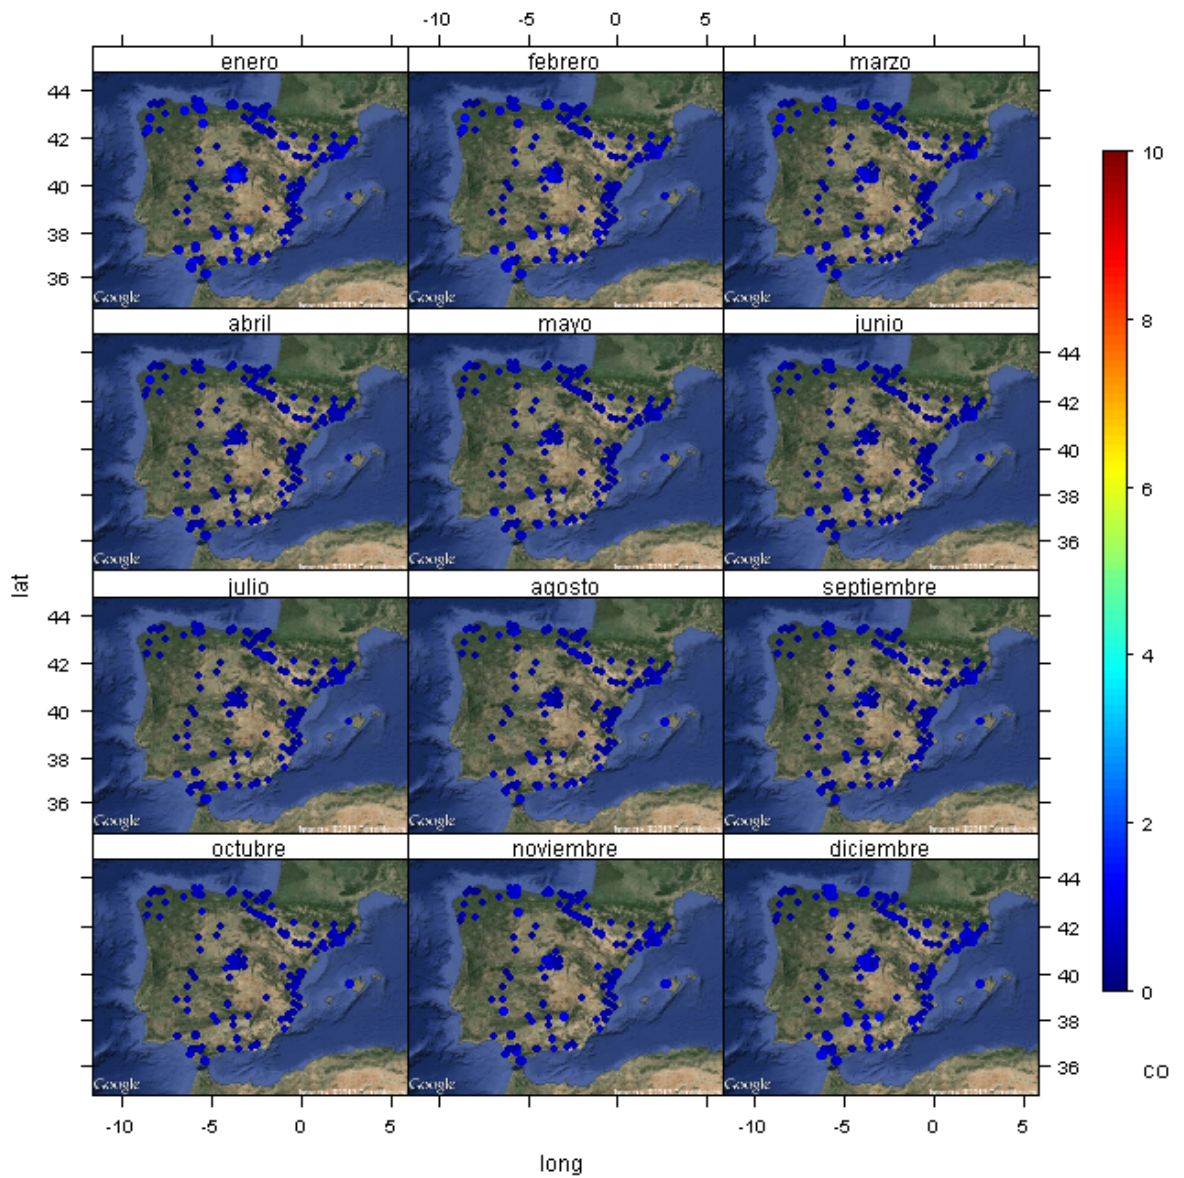 -10 -5 0 5
enero febrero marzo
44
42
40
38
36
Google Google Google
abril mayo junio
44
42
40
38
36
Google Google Google
julio agosto septiembre
44
42
40
38
36
Google Google Google
octubre noviembre diciembre
44
42
40
38
36
Google Google Google
-10 -5 0 5 -10 -5 0 5
long
lat
10
8
6
4
2
0
co